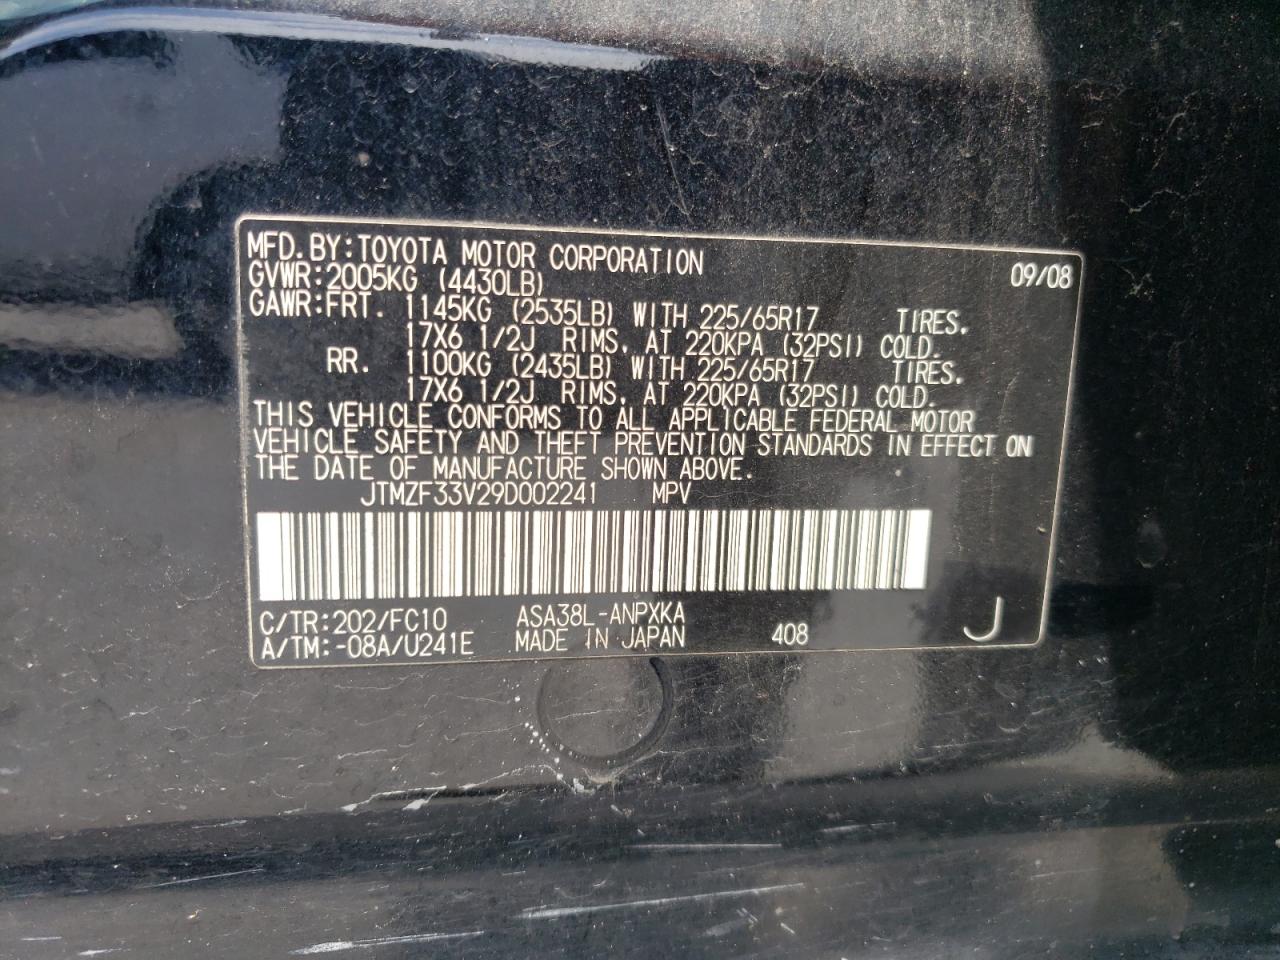 MFD.BY:TOYOTA MOTOR CORPORATION 09/08
GVWR:2005KG (4430LB)
GAWR:FRT. 1145KG (2535LB) WITH 225/65R17 TIRES.
17X6 1/2J RIMS, AT 220KPA (32PSI) COLD.
RR. 1100KG (2435LB) WITH 225/65R17 TIRES.
17X6 1/2J RIMS, AT 220KPA (32PSI) COLD.
THIS VEHICLE CONFORMS TO ALL APPLICABLE FEDERAL MOTOR
VEHICLE SAFETY AND THEFT PREVENTION STANDARDS IN EFFECT ON
THE DATE OF MANUFACTURE SHOWN ABOVE.
JTMZF33V29D002241 MPV
C/TR:202/FC10 ASA38L-ANPXKA
A/TM:-08A/U241E MADE IN JAPAN 408 J